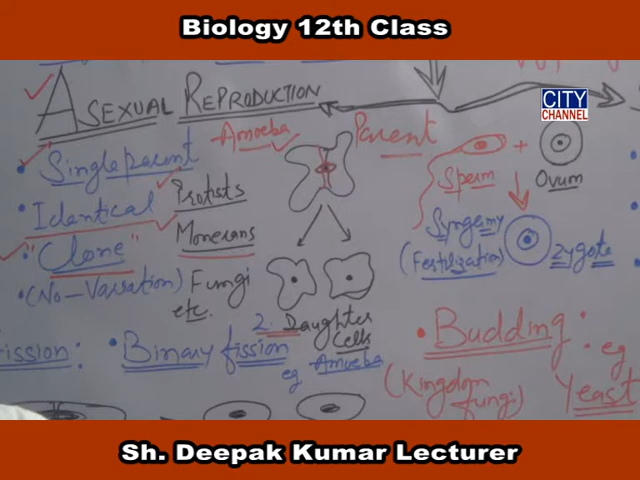 Biology 12th Class
CITY
CHANNEL
ASEXUAL REPRODUCTION
Amoeba
Parent
Single parent
Identical
"Clone"
(No-Variation)
Protists
Monerans
Fungi
etc.
Sperm
+
Ovum
Syngamy
(Fertilization)
Zygote
2. Daughter
Cells
fission:
Binary fission
eg Amoeba
Budding: eg
(Kingdom
fungi)
Yeast
Sh. Deepak Kumar Lecturer